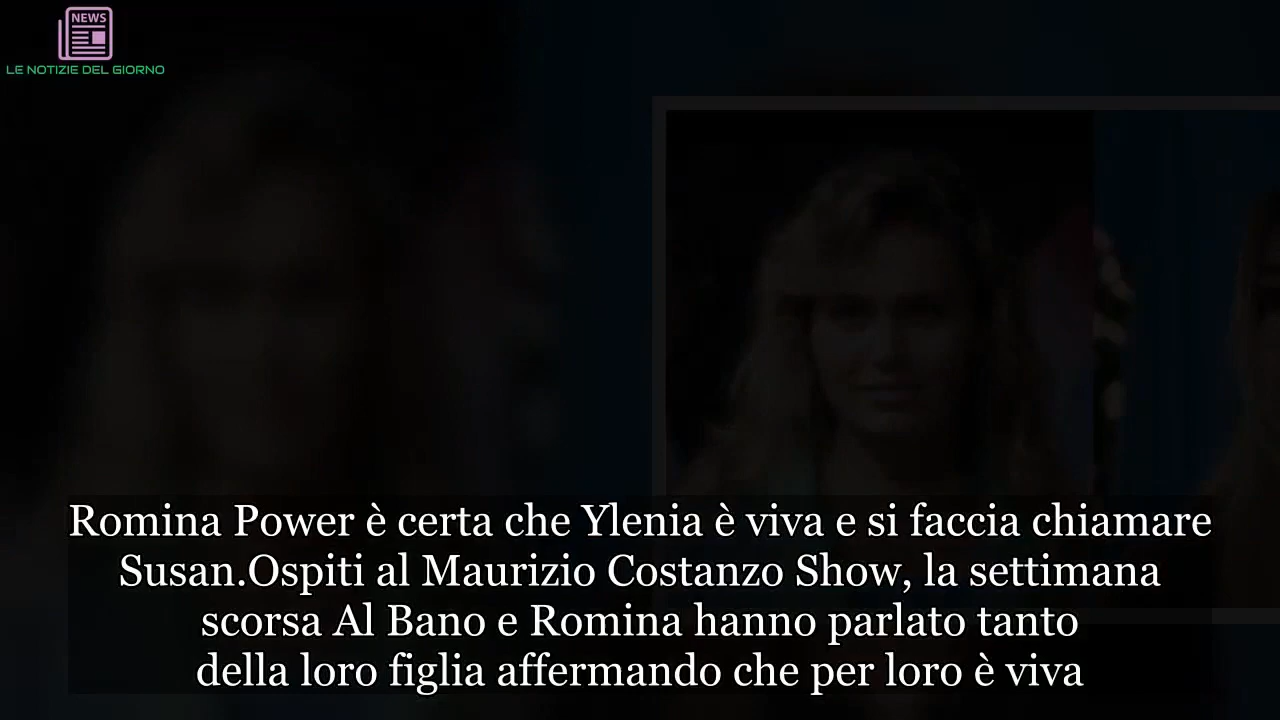 NEWS
LE NOTIZIE DEL GIORNO
Romina Power è certa che Ylenia è viva e si faccia chiamare
Susan.Ospiti al Maurizio Costanzo Show, la settimana
scorsa Al Bano e Romina hanno parlato tanto
della loro figlia affermando che per loro è viva